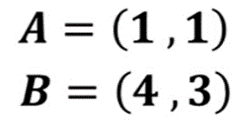 A = (1 , 1)
B = (4 , 3)